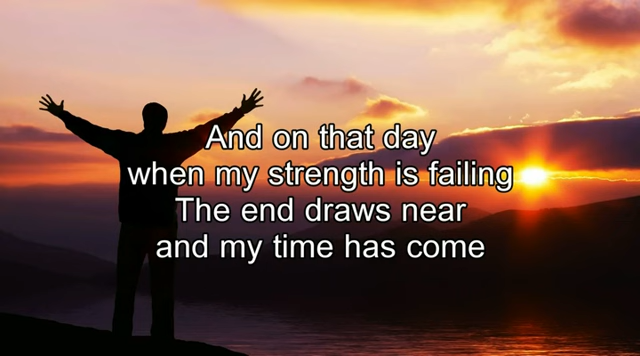 And on that day
when my strength is failing
The end draws near
and my time has come